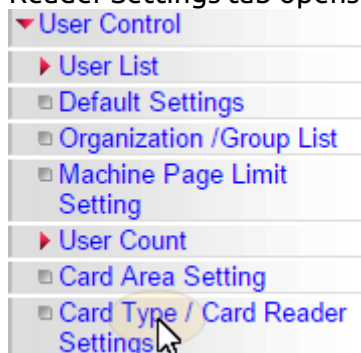 Reader Settings tab opens
User Control
User List
Default Settings
Organization /Group List
Machine Page Limit
Setting
User Count
Card Area Setting
Card Type / Card Reader
Settings